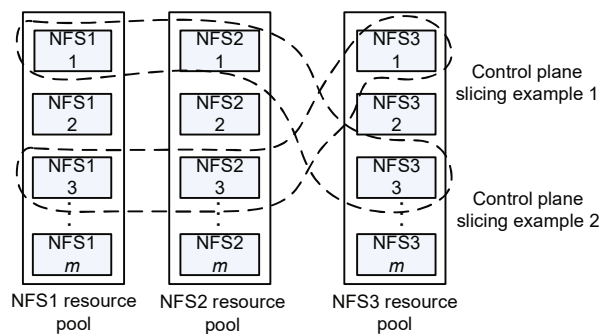 NFS1
1
NFS2
1
NFS3
1
Control plane
slicing example 1
NFS1
2
NFS2
2
NFS3
2
NFS1
3
NFS2
3
NFS3
3
Control plane
slicing example 2
NFS1
m
NFS2
m
NFS3
m
NFS1 resource
pool
NFS2 resource
pool
NFS3 resource
pool